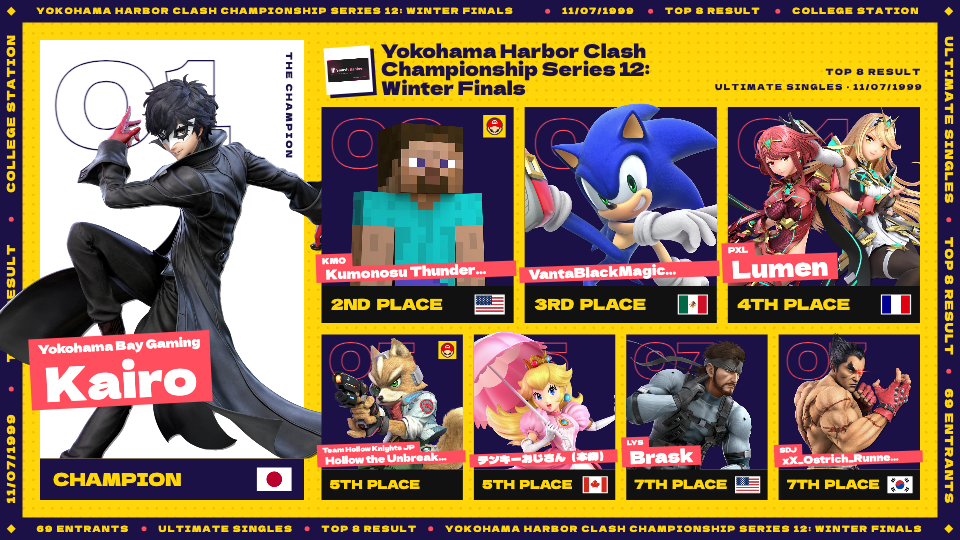 YOKOHAMA HARBOR CLASH CHAMPIONSHIP SERIES 12: WINTER FINALS • 11/07/1999 • TOP 8 RESULT • COLLEGE STATION
COLLEGE STATION
11/07/1999
ULTIMATE SINGLES • TOP 8 RESULT • 69 ENTRANTS
01
THE CHAMPION
Yokohama Bay Gaming
Kairo
CHAMPION
Yokohama Harbor Clash
Championship Series 12:
Winter Finals
TOP 8 RESULT
ULTIMATE SINGLES · 11/07/1999
KMO
Kumonosu Thunder...
2ND PLACE
VantaBlackMagic...
3RD PLACE
PXL
Lumen
4TH PLACE
Team Hollow Knights JP
Hollow the Unbreak...
5TH PLACE
テンキーおじさん (本郷)
5TH PLACE
07
LYS
Brask
7TH PLACE
07
SDJ
xX_Ostrich_Runne...
7TH PLACE
69 ENTRANTS • ULTIMATE SINGLES • TOP 8 RESULT • YOKOHAMA HARBOR CLASH CHAMPIONSHIP SERIES 12: WINTER FINALS